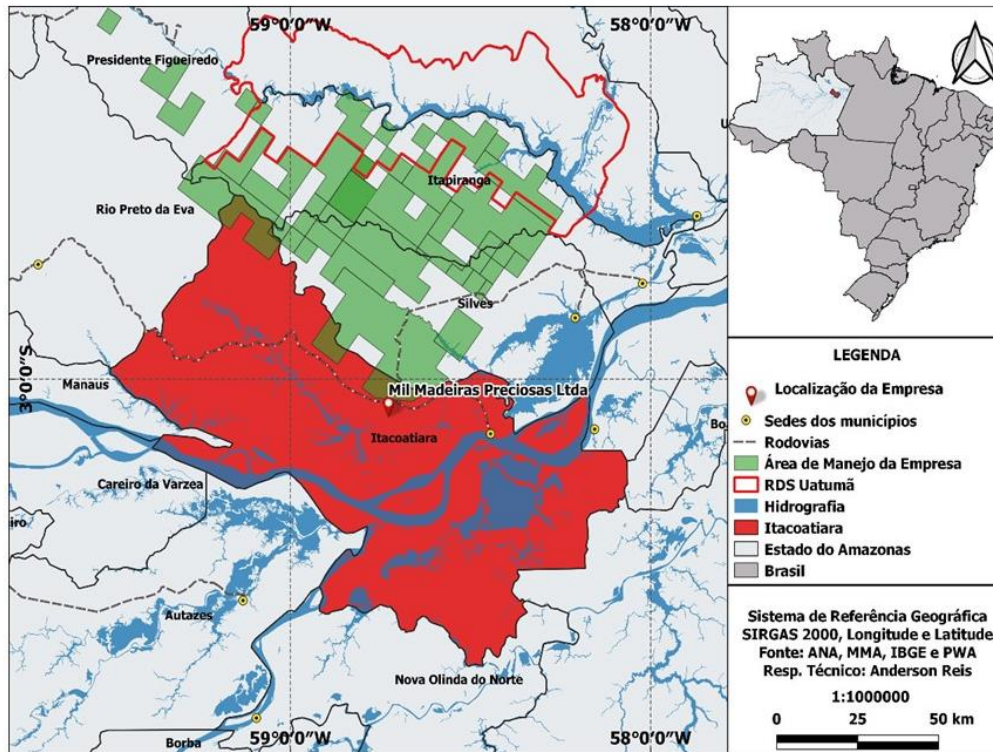 59°0.0"W
58°0.0"W
Presidente Figueiredo
Itapiranga
Rio Preto da Eva
Silves
3°0.0"S
Manaus
Mil Madeiras Preciosas Ltda
Itacoatiara
Careiro da Varzea
Autazes
Nova Olinda do Norte
Borba
59°0.0"W
58°0.0"W
LEGENDA
Localização da Empresa
Sedes dos municípios
Rodovias
Área de Manejo da Empresa
RDS Uatumã
Hidrografia
Itacoatiara
Estado do Amazonas
Brasil
Sistema de Referência Geográfica
SIRGAS 2000, Longitude e Latitude
Fonte: ANA, MMA, IBGE e PWA
Resp. Técnico: Anderson Reis
1:1000000
0 25 50 km